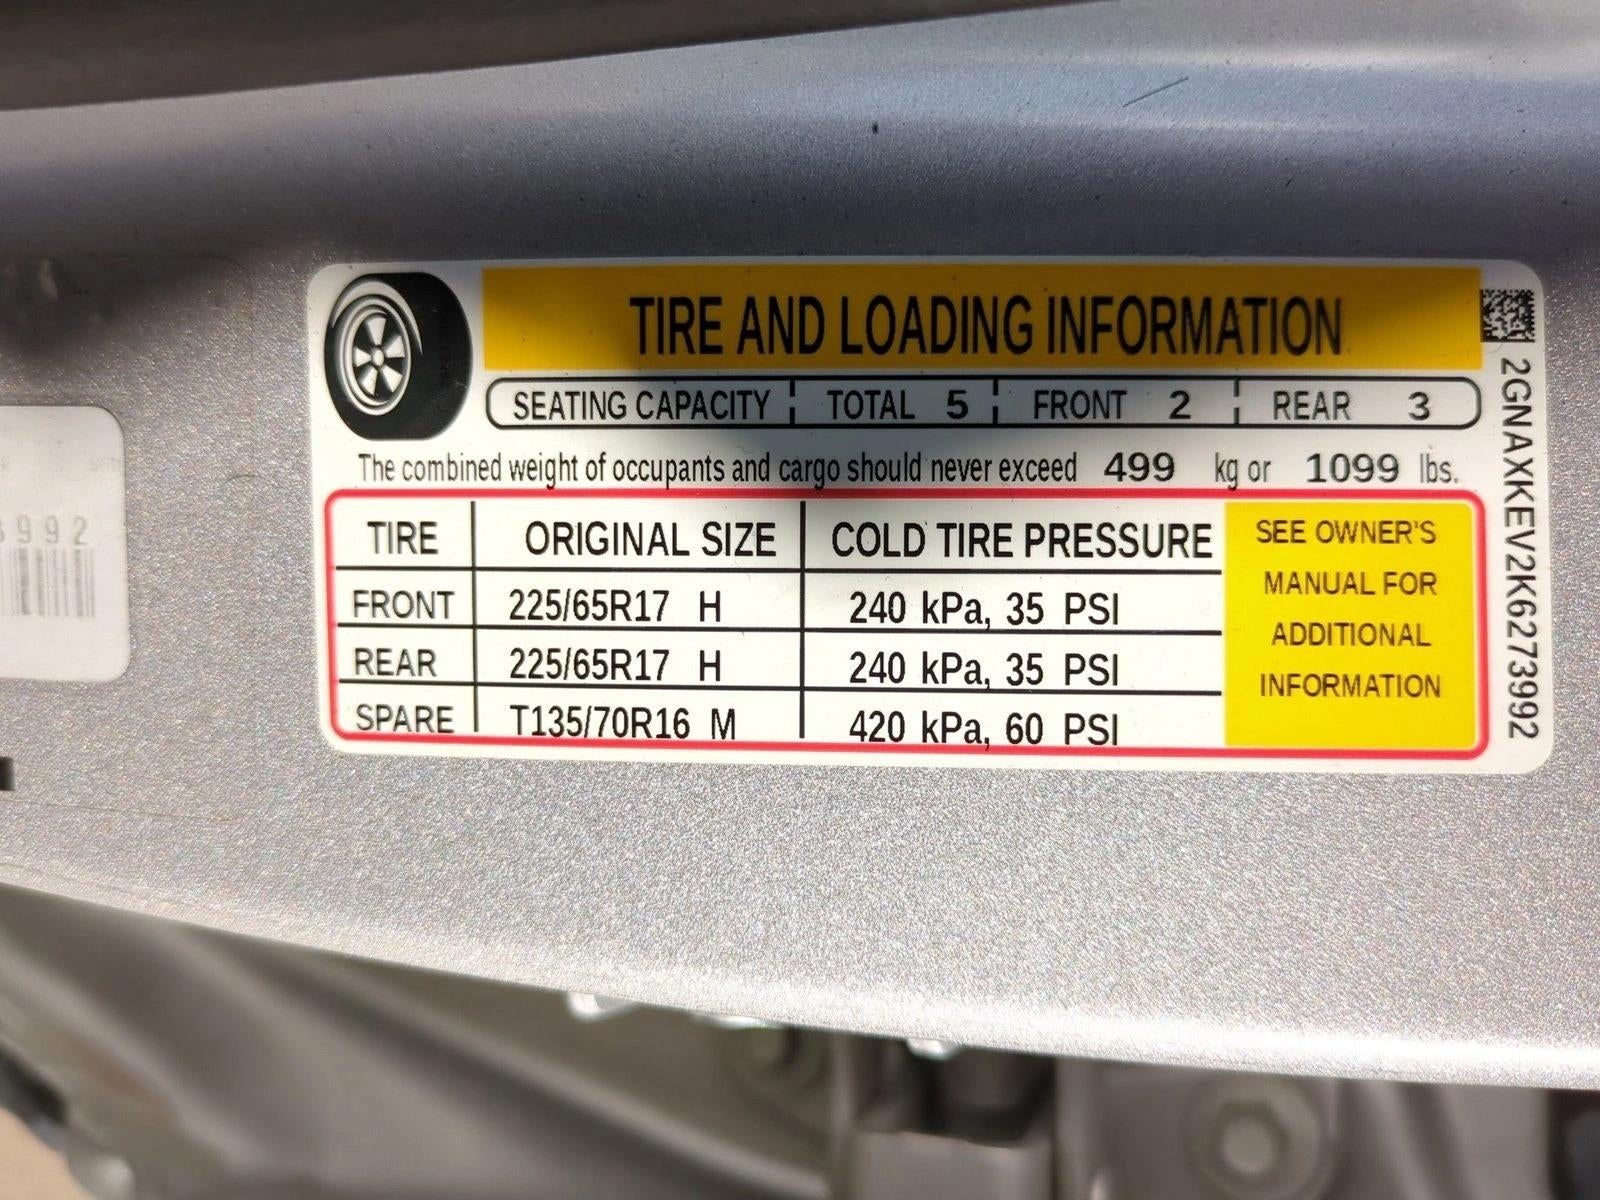 TIRE AND LOADING INFORMATION
SEATING CAPACITY TOTAL 5 FRONT 2 REAR 3
The combined weight of occupants and cargo should never exceed 499 kg or 1099 lbs.
TIRE ORIGINAL SIZE COLD TIRE PRESSURE
FRONT 225/65R17 H 240 kPa, 35 PSI
REAR 225/65R17 H 240 kPa, 35 PSI
SPARE T135/70R16 M 420 kPa, 60 PSI
SEE OWNER'S
MANUAL FOR
ADDITIONAL
INFORMATION
2GNAXKEV2K6273992
992